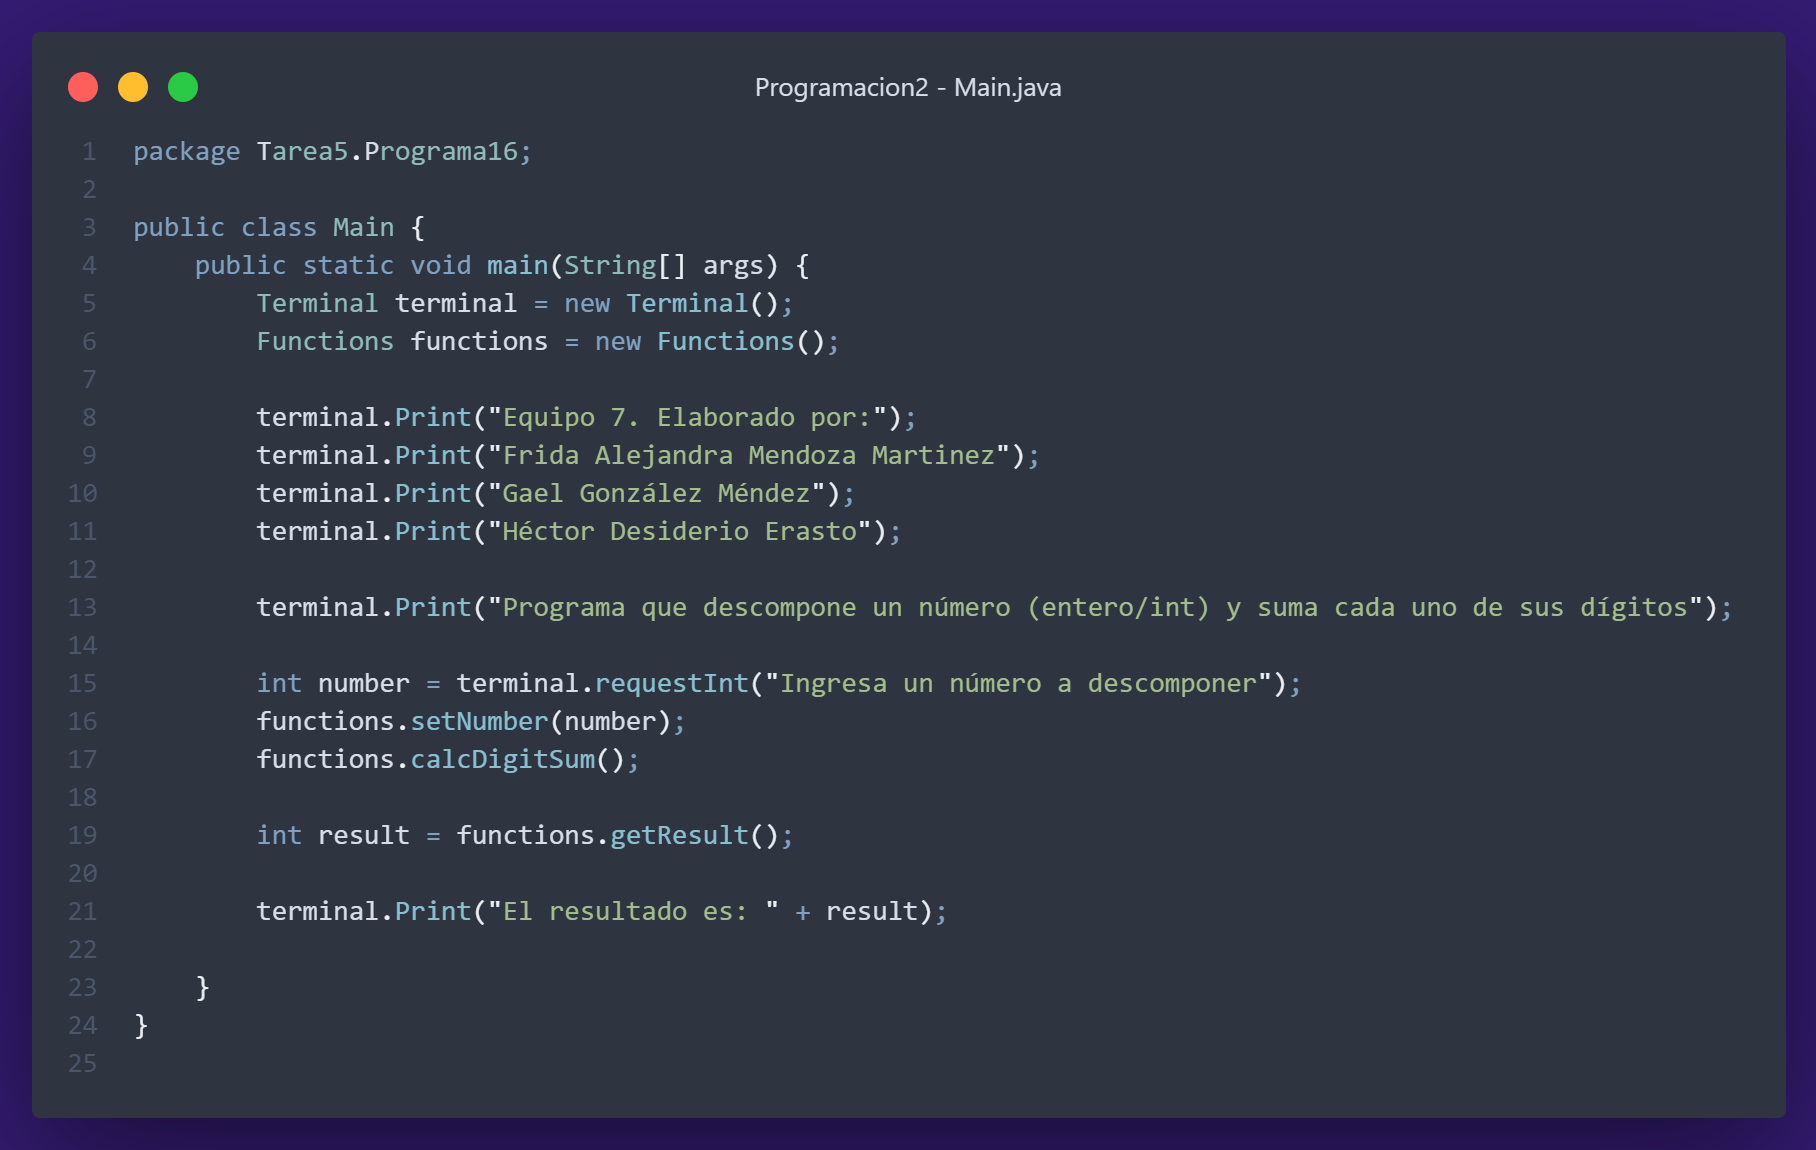 Programacion2 - Main.java
1 package Tarea5.Programa16;
2
3 public class Main {
4     public static void main(String[] args) {
5         Terminal terminal = new Terminal();
6         Functions functions = new Functions();
7
8         terminal.Print("Equipo 7. Elaborado por:");
9         terminal.Print("Frida Alejandra Mendoza Martinez");
10         terminal.Print("Gael González Méndez");
11         terminal.Print("Héctor Desiderio Erasto");
12
13         terminal.Print("Programa que descompone un número (entero/int) y suma cada uno de sus dígitos");
14
15         int number = terminal.requestInt("Ingresa un número a descomponer");
16         functions.setNumber(number);
17         functions.calcDigitSum();
18
19         int result = functions.getResult();
20
21         terminal.Print("El resultado es: " + result);
22
23     }
24 }
25